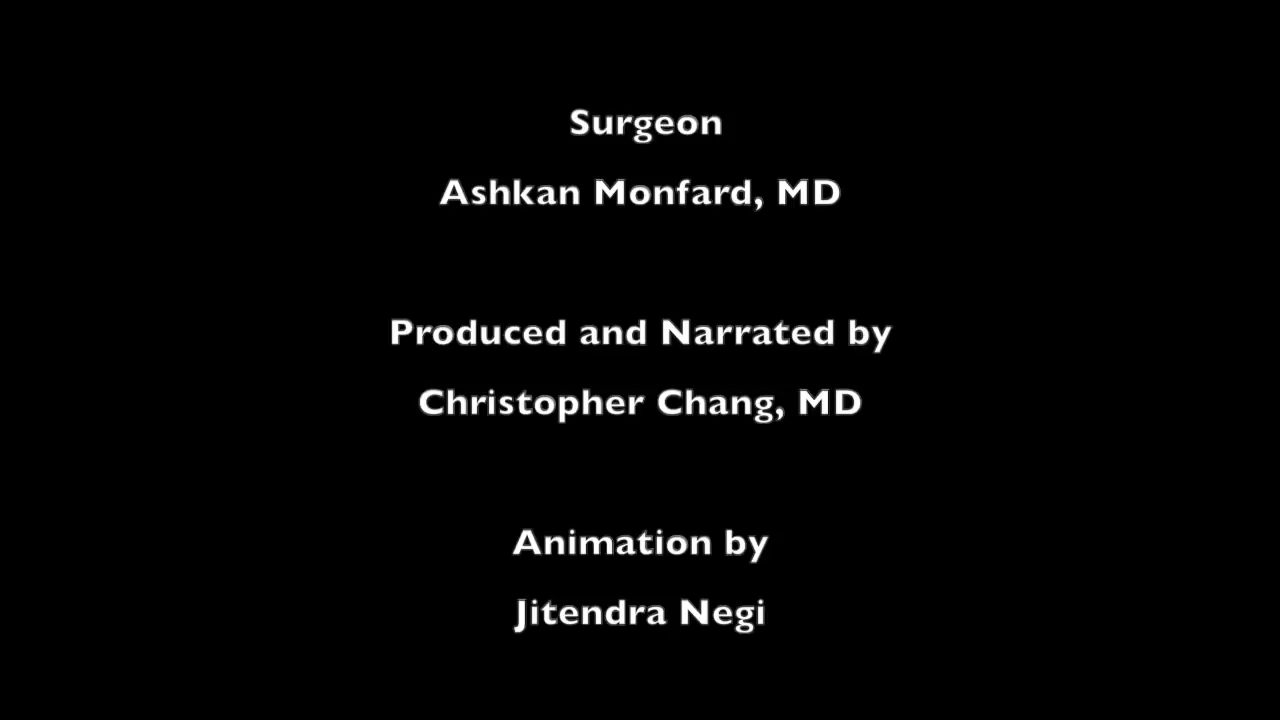 Surgeon
Ashkan Monfard, MD
Produced and Narrated by
Christopher Chang, MD
Animation by
Jitendra Negi